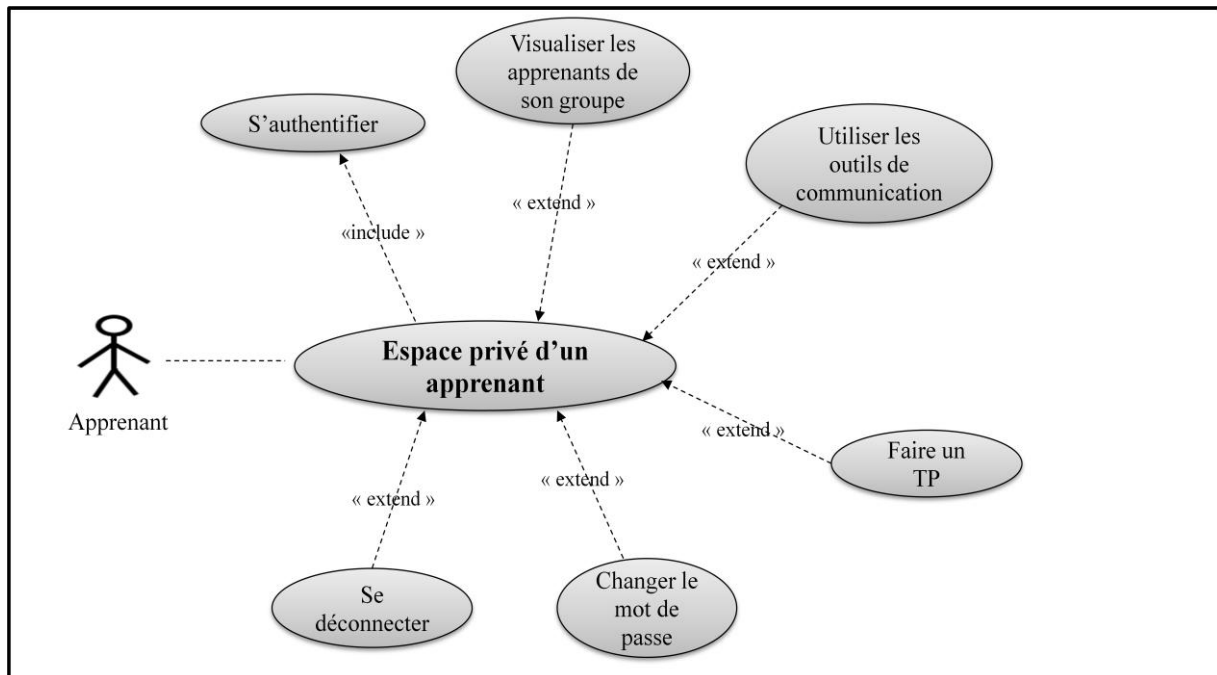 Visualiser les
apprenants de
son groupe
S’authentifier
Utiliser les
outils de
communication
« extend »
«include »
« extend »
Espace privé d’un
apprenant
Apprenant
« extend »
Faire un
TP
« extend »
« extend »
Se
déconnecter
Changer le
mot de
passe